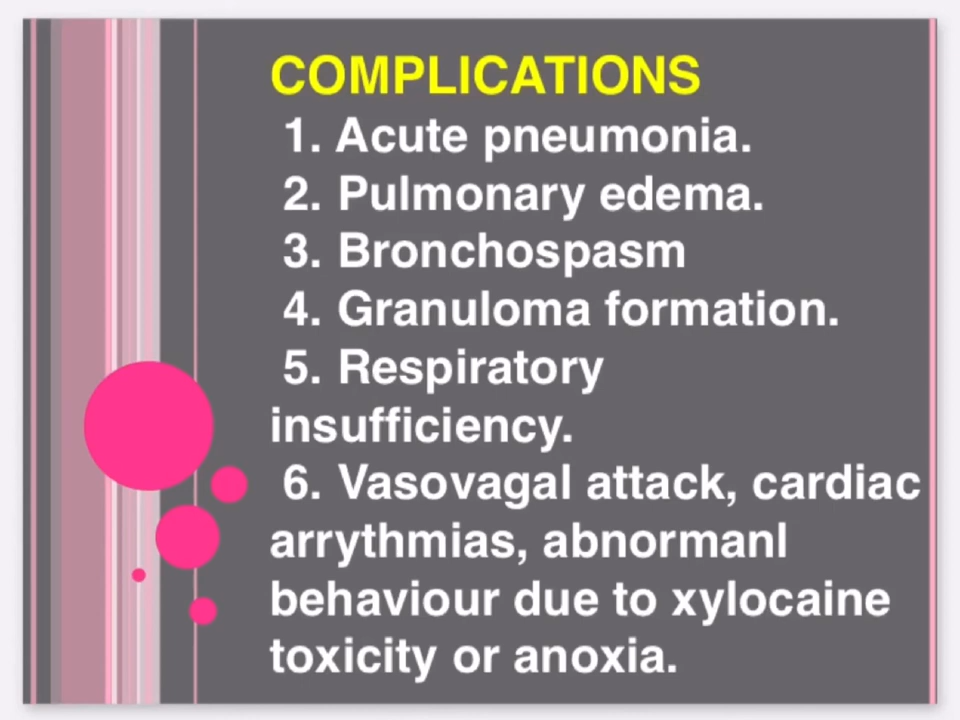 COMPLICATIONS
1. Acute pneumonia.
2. Pulmonary edema.
3. Bronchospasm
4. Granuloma formation.
5. Respiratory
insufficiency.
6. Vasovagal attack, cardiac
arrythmias, abnormanl
behaviour due to xylocaine
toxicity or anoxia.